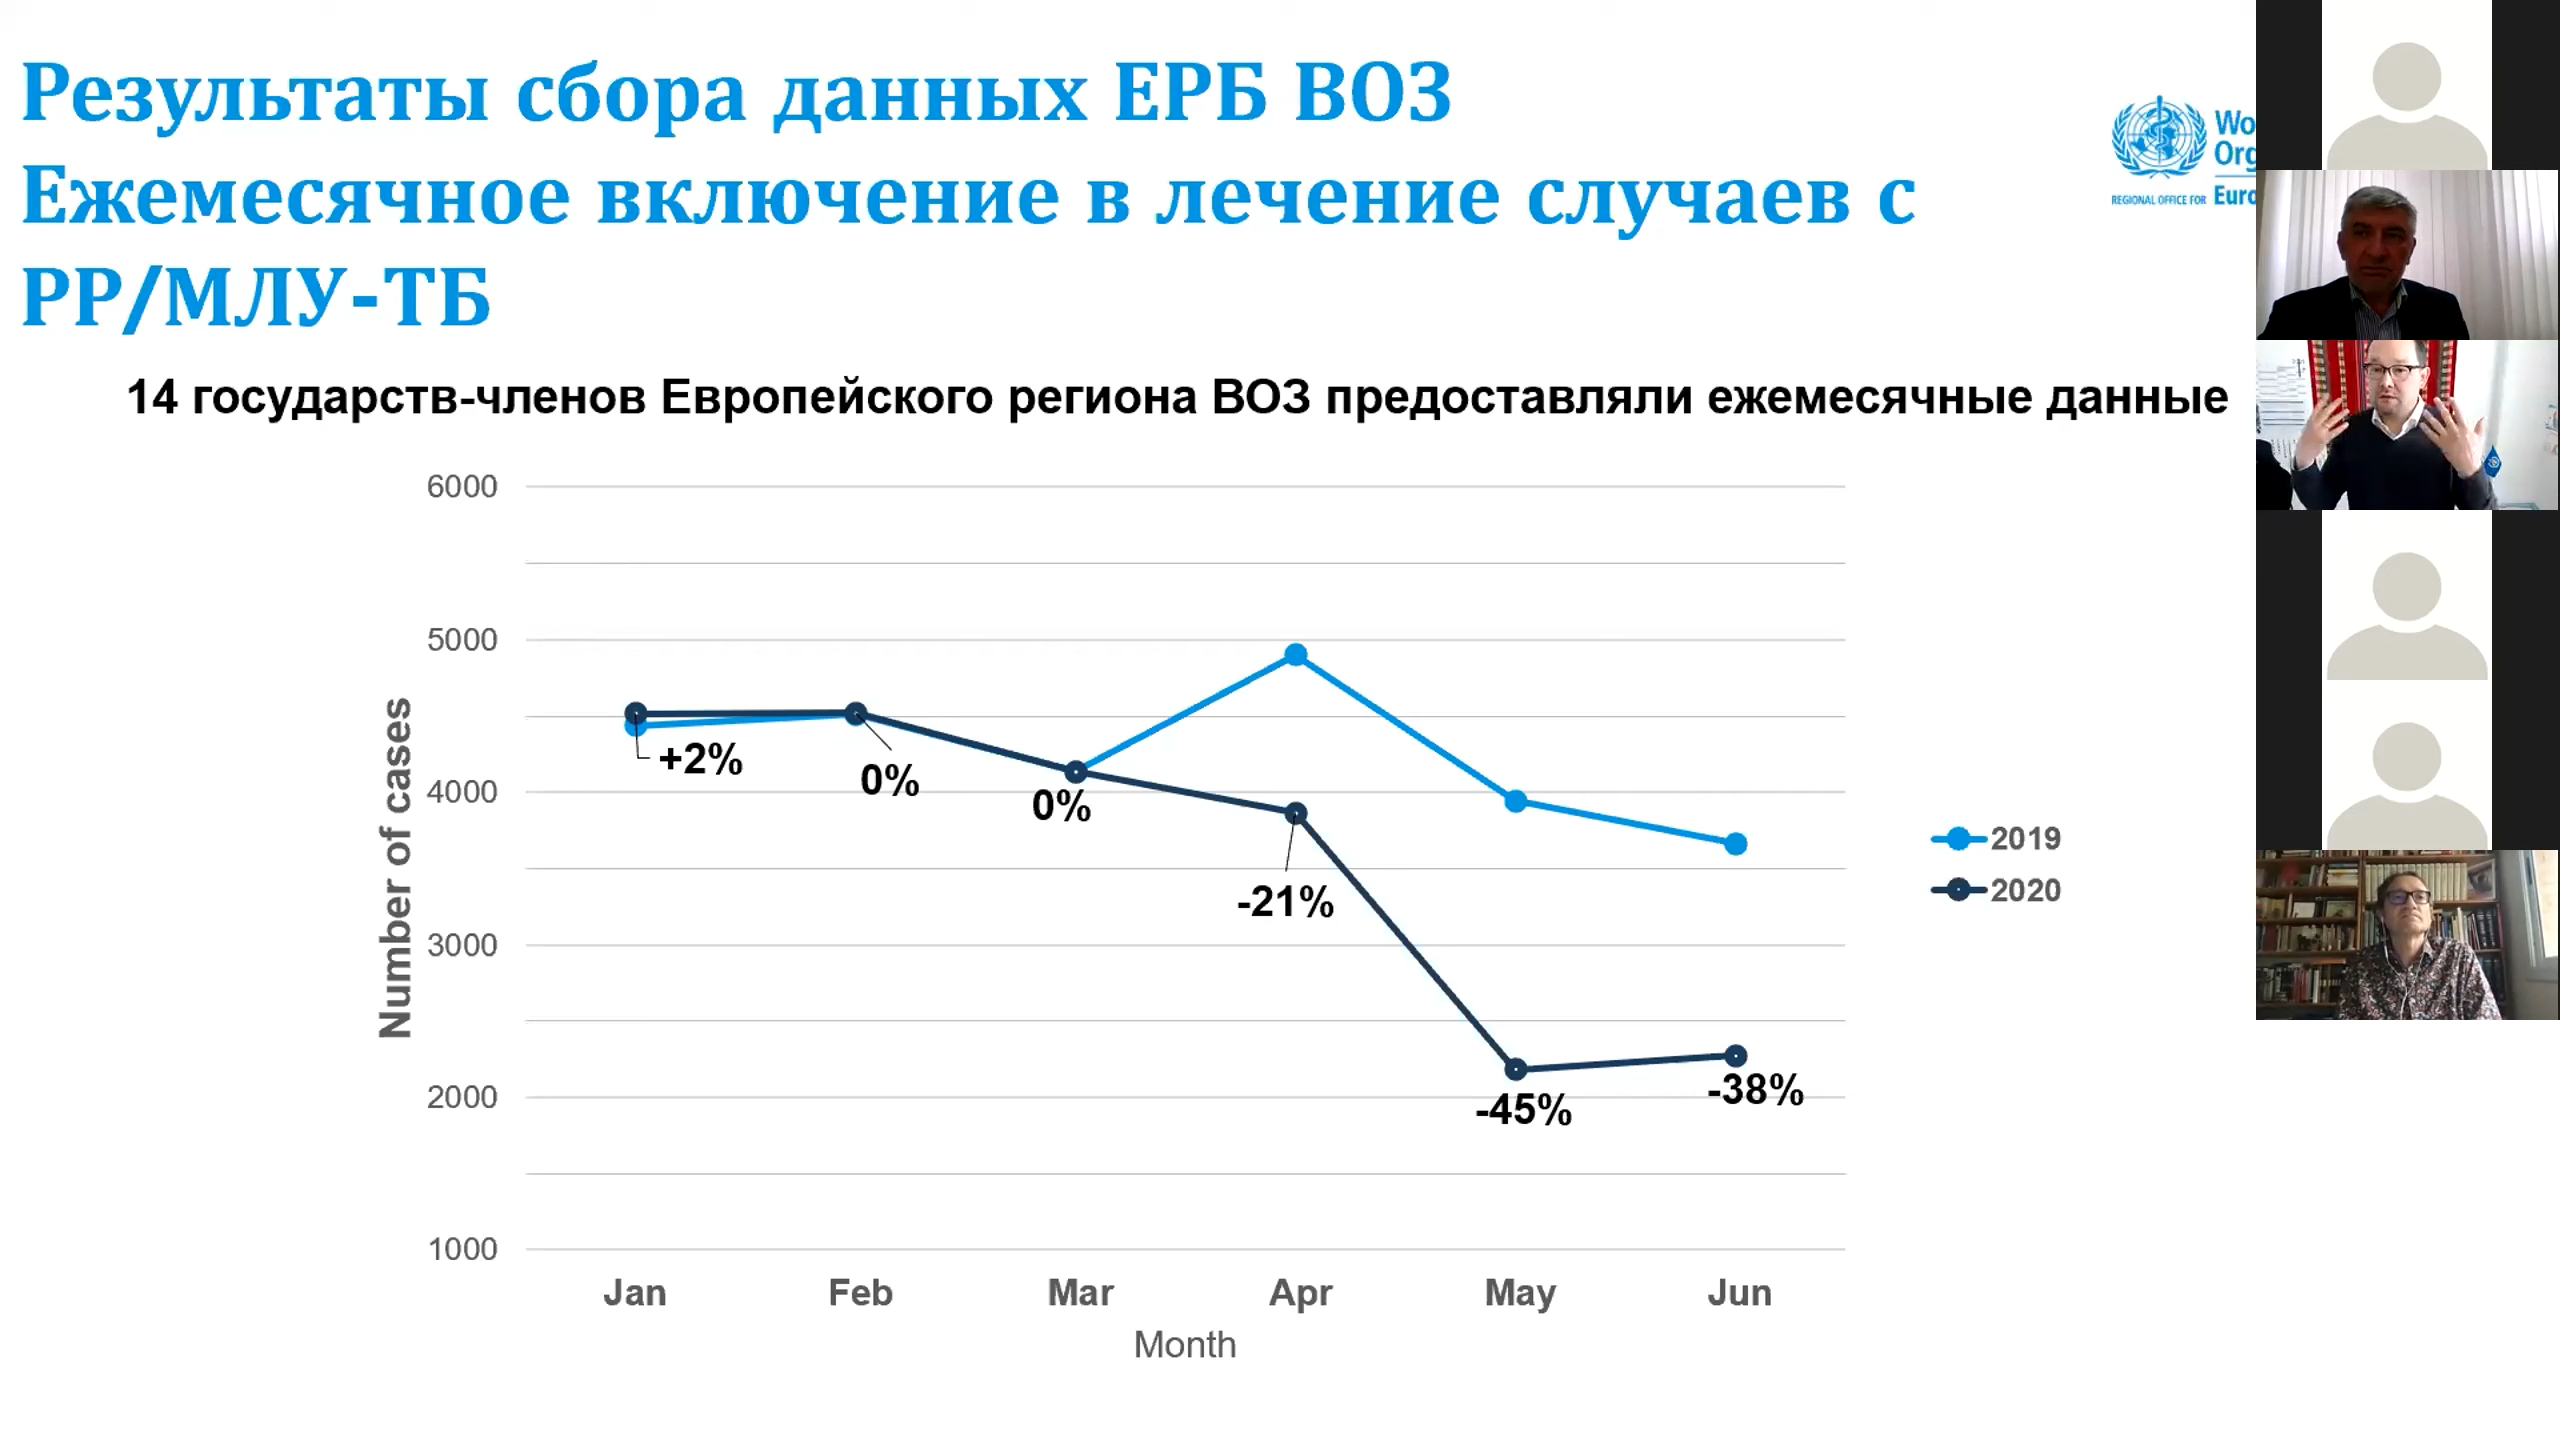 Результаты сбора данных ЕРБ ВОЗ
Ежемесячное включение в лечение случаев с
РР/МЛУ-ТБ
REGIONAL OFFICE FOR
14 государств-членов Европейского региона ВОЗ предоставляли ежемесячные данные
Number of cases
6000
5000
4000
3000
2000
1000
+2%
0%
0%
-21%
-45%
-38%
2019
2020
Jan Feb Mar Apr May Jun
Month